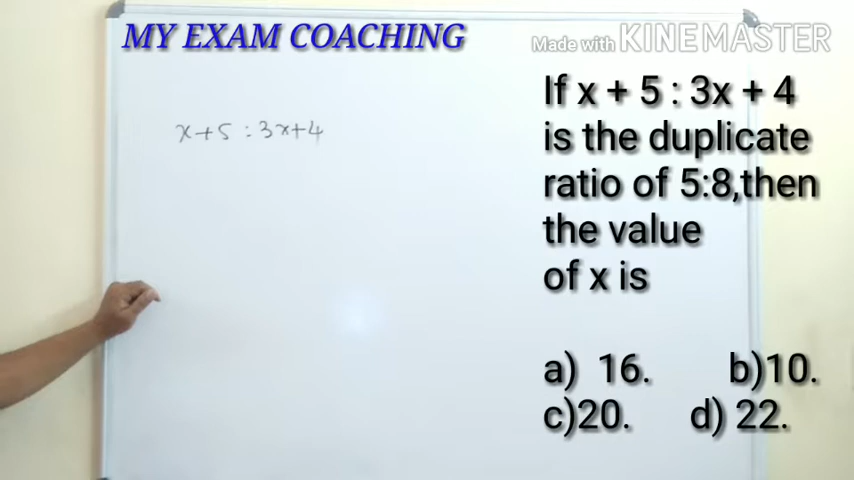 MY EXAM COACHING
Made with KINEMASTER
x+5 : 3x+4
If x + 5 : 3x + 4
is the duplicate
ratio of 5:8,then
the value
of x is
a) 16. b)10.
c)20. d) 22.